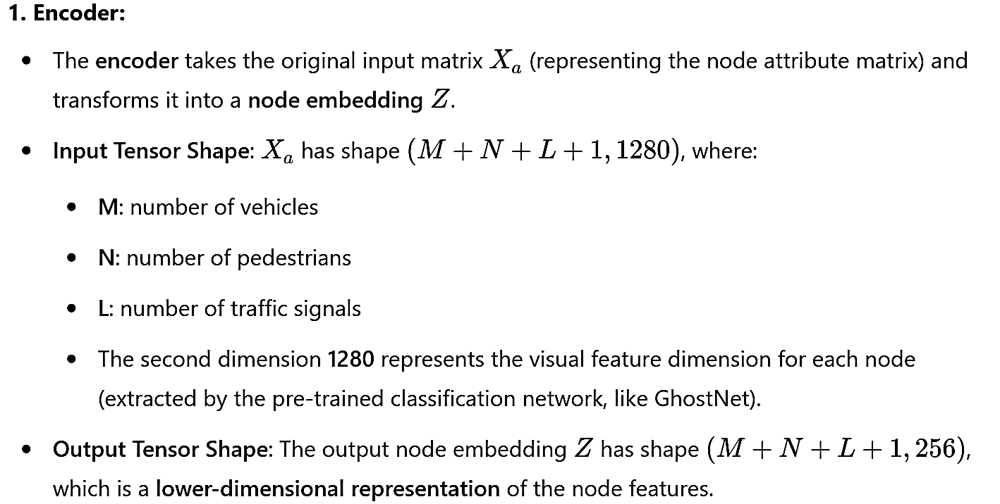 1. Encoder:
• The encoder takes the original input matrix Xₐ (representing the node attribute matrix) and
transforms it into a node embedding Z.
• Input Tensor Shape: Xₐ has shape (M + N + L + 1, 1280), where:
• M: number of vehicles
• N: number of pedestrians
• L: number of traffic signals
• The second dimension 1280 represents the visual feature dimension for each node
(extracted by the pre-trained classification network, like GhostNet).
• Output Tensor Shape: The output node embedding Z has shape (M + N + L + 1, 256),
which is a lower-dimensional representation of the node features.